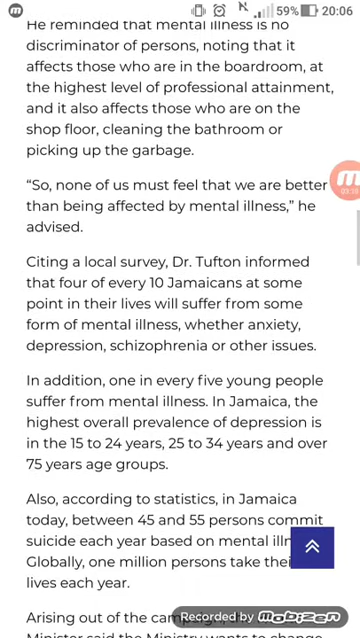 59% 20:06
He reminded that mental illness is no
discriminator of persons, noting that it
affects those who are in the boardroom, at
the highest level of professional attainment,
and it also affects those who are on the
shop floor, cleaning the bathroom or
picking up the garbage.
“So, none of us must feel that we are better
than being affected by mental illness,” he
advised.
Citing a local survey, Dr. Tufton informed
that four of every 10 Jamaicans at some
point in their lives will suffer from some
form of mental illness, whether anxiety,
depression, schizophrenia or other issues.
In addition, one in every five young people
suffer from mental illness. In Jamaica, the
highest overall prevalence of depression is
in the 15 to 24 years, 25 to 34 years and over
75 years age groups.
Also, according to statistics, in Jamaica
today, between 45 and 55 persons commit
suicide each year based on mental illn
Globally, one million persons take thei
lives each year.
Arising out of the
Recorded by Mobizen
Minister said the Ministry wants to change